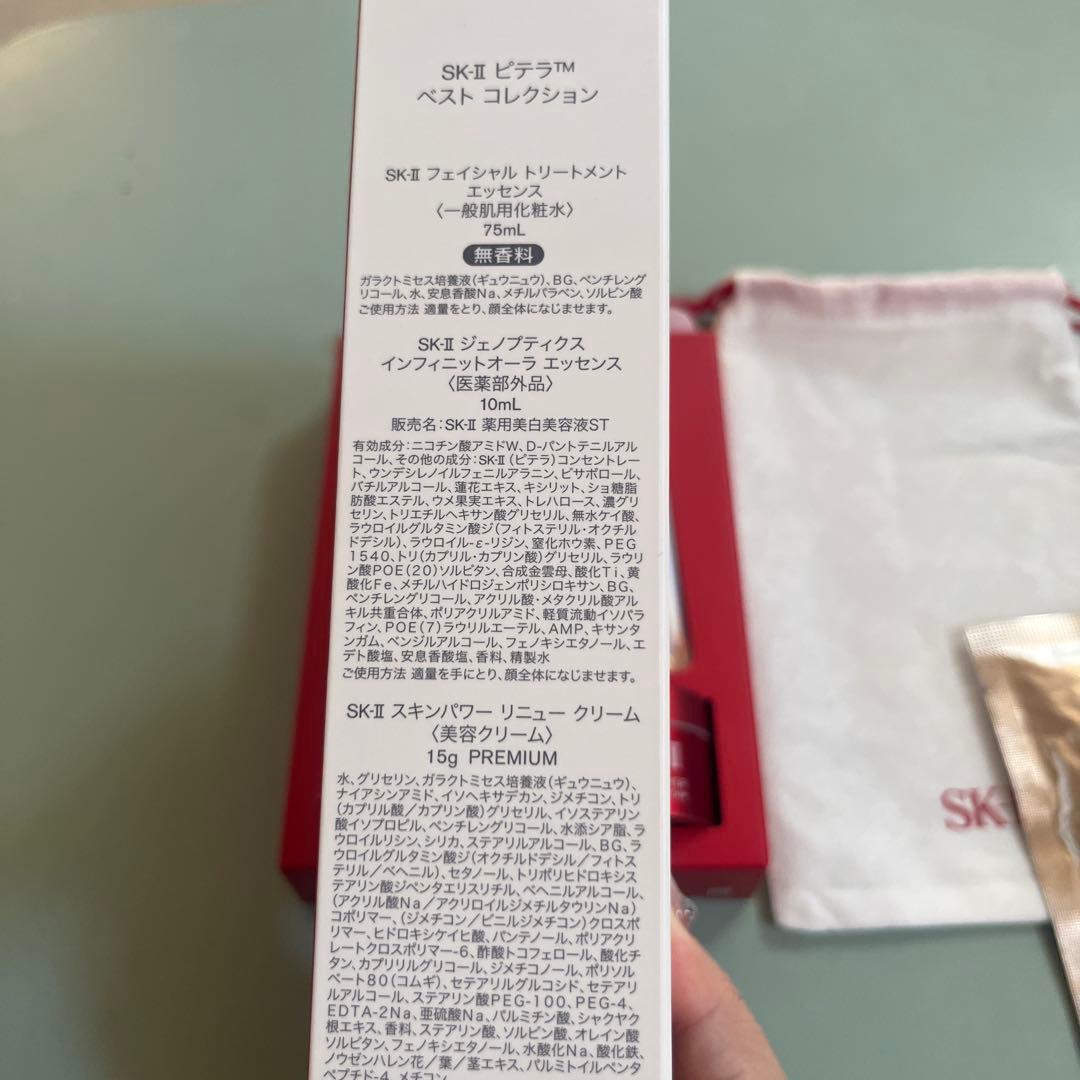 SK-Ⅱ ピテラ™
ベスト コレクション
SK-Ⅱ フェイシャル トリートメント
エッセンス
〈一般肌用化粧水〉
75mL
無香料
ガラクトミセス培養液(ギュウニュウ)、BG、ペンチレング
リコール、水、安息香酸Na、メチルパラベン、ソルビン酸
ご使用方法 適量をとり、顔全体になじませます。
SK-Ⅱ ジェノプティクス
インフィニットオーラ エッセンス
〈医薬部外品〉
10mL
販売名:SK-Ⅱ 薬用美白美容液ST
有効成分:ニコチン酸アミドW、D-パントテニルアル
コール、その他の成分:SK-Ⅱ(ピテラ)コンセントレー
ト、ウンデシレノイルフェニルアラニン、ビサボロール、
バチルアルコール、蓮花エキス、キシリット、ショ糖脂
肪酸エステル、ウメ果実エキス、トレハロース、濃グリ
セリン、トリエチルヘキサン酸グリセリル、無水ケイ酸、
ラウロイルグルタミン酸ジ(フィトステリル・オクチル
ドデシル)、ラウロイル-ε-リジン、窒化ホウ素、PEG
1540、トリ(カプリル・カプリン酸)グリセリル、ラウリ
ン酸POE(20)ソルビタン、合成金雲母、酸化Ti、黄
酸化Fe、メチルハイドロジェンポリシロキサン、BG、
ペンチレングリコール、アクリル酸・メタクリル酸アル
キル共重合体、ポリアクリルアミド、軽質流動イソパラ
フィン、POE(7)ラウリルエーテル、AMP、キサンタ
ンガム、ベンジルアルコール、フェノキシエタノール、エ
デト酸塩、安息香酸塩、香料、精製水
ご使用方法 適量を手にとり、顔全体になじませます。
SK-Ⅱ スキンパワー リニュー クリーム
〈美容クリーム〉
15g PREMIUM
水、グリセリン、ガラクトミセス培養液(ギュウニュウ)、
ナイアシンアミド、イソヘキサデカン、ジメチコン、トリ
(カプリル酸/カプリン酸)グリセリル、イソステアリン
酸イソプロピル、ペンチレングリコール、水添シア脂、ラ
ウロイルリシン、シリカ、ステアリルアルコール、BG、ラ
ウロイルグルタミン酸ジ(オクチルドデシル/フィトス
テリル/ベヘニル)、セタノール、トリポリヒドロキシス
テアリン酸ジペンタエリスリチル、ベヘニルアルコール、
(アクリル酸Na/アクリロイルジメチルタウリンNa)
コポリマー、(ジメチコン/ビニルジメチコン)クロスポ
リマー、ヒドロキシケイヒ酸、パンテノール、ポリアクリ
レートクロスポリマー-6、酢酸トコフェロール、酸化チ
タン、カプリリルグリコール、ジメチコノール、ポリソル
ベート80(コムギ)、セテアリルグルコシド、セテアリ
ルアルコール、ステアリン酸PEG-100、PEG-4、
EDTA-2Na、亜硫酸Na、パルミチン酸、シャクヤク
根エキス、香料、ステアリン酸、ソルビン酸、オレイン酸
ソルビタン、フェノキシエタノール、水酸化Na、酸化鉄、
ノウゼンハレン花/葉/茎エキス、パルミトイルペンタ
ペプチド-4、メチコン
SK-